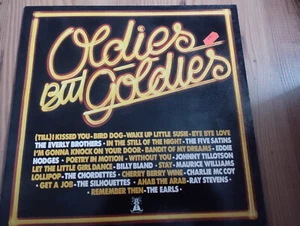 Oldies
But
Goldies
(TILL) I KISSED YOU - BIRD DOG - WAKE UP LITTLE SUSIE - BYE BYE LOVE
THE EVERLY BROTHERS - IN THE STILL OF THE NIGHT - THE FIVE SATINS
I'M GONNA KNOCK ON YOUR DOOR - BANDIT OF MY DREAMS - EDDIE
HODGES - POETRY IN MOTION - WITHOUT YOU - JOHNNY TILLOTSON
LET THE LITTLE GIRL DANCE - BILLY BLAND - STAY - MAURICE WILLIAMS
LOLLIPOP - THE CHORDETTES - CHERRY BERRY WINE - CHARLIE MC COY
- GET A JOB - THE SILHOUETTES - AHAB THE ARAB - RAY STEVENS -
REMEMBER THEN - THE EARLS -